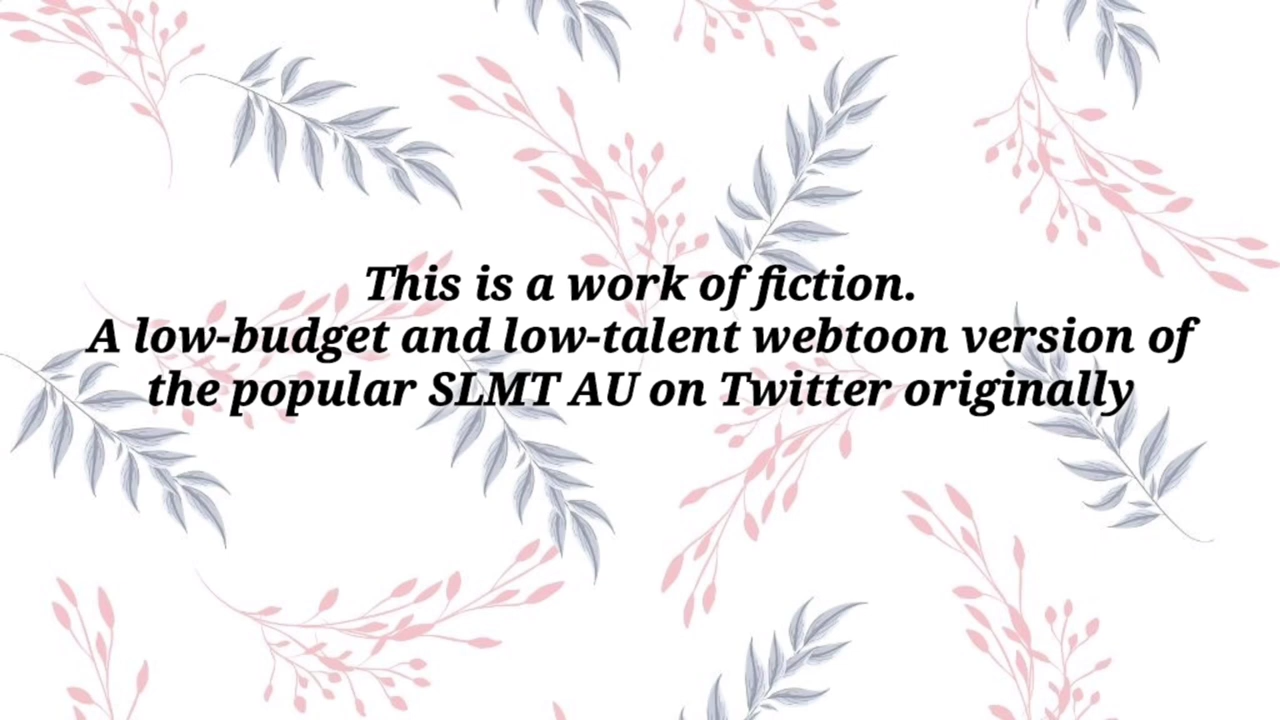 This is a work of fiction.
A low-budget and low-talent webtoon version of
the popular SLMT AU on Twitter originally